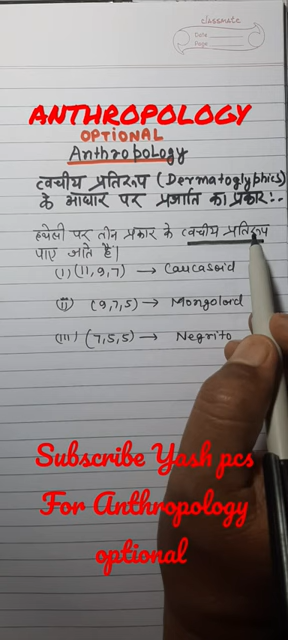 classmate
Date
Page
ANTHROPOLOGY
OPTIONAL
Anthropology
त्वचीय प्रतिरूप (Dermatoglyphics)
के आधार पर प्रजाति का प्रकार:-
हथेली पर तीन प्रकार के त्वचीय प्रतिरूप
पाए जाते हैं।
(i) (11, 9, 7) → Caucasoid
(ii) (9, 7, 5) → Mongoloid
(iii) (7, 5, 5) → Negrito
Subscribe Yash pcs
For Anthropology
optional